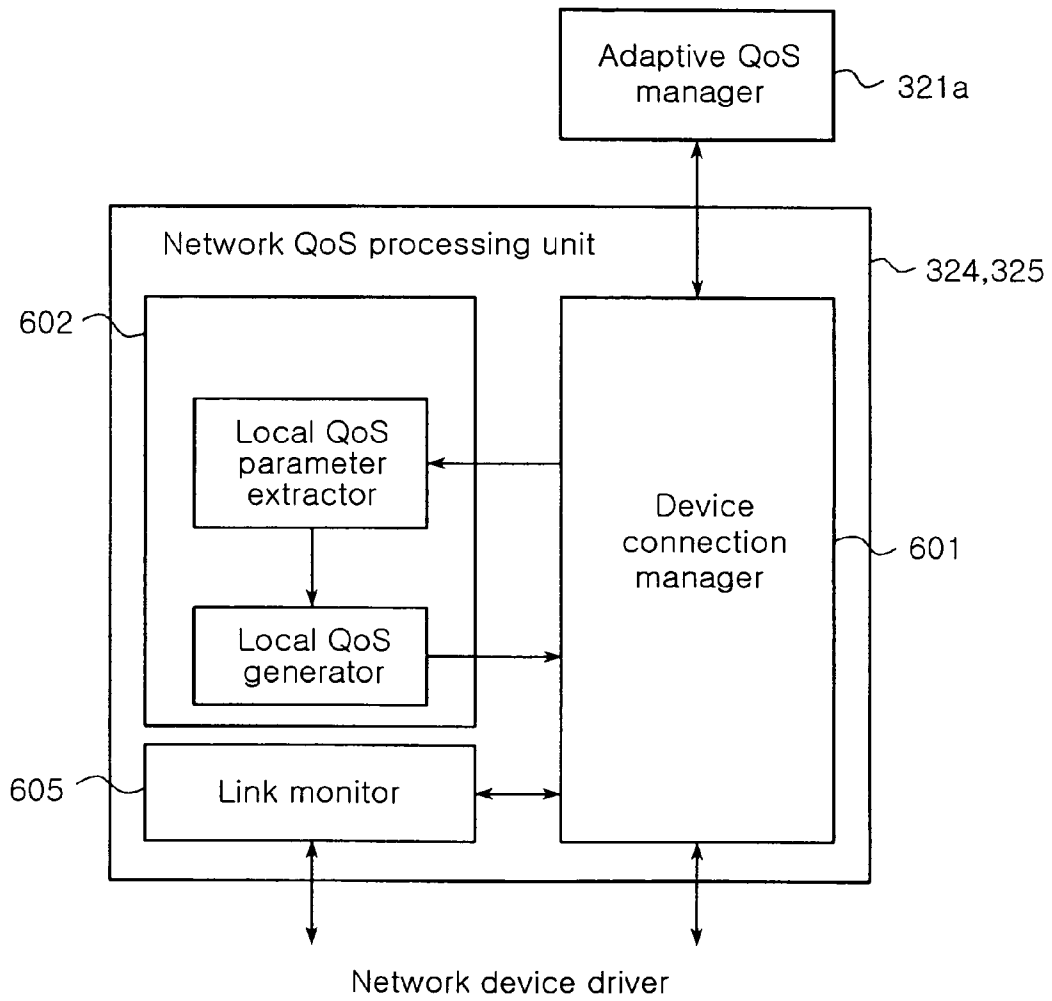 Adaptive QoS
manager
321a
Network QoS processing unit
324,325
602
Local QoS
parameter
extractor
Device
connection
manager
601
Local QoS
generator
605
Link monitor
Network device driver